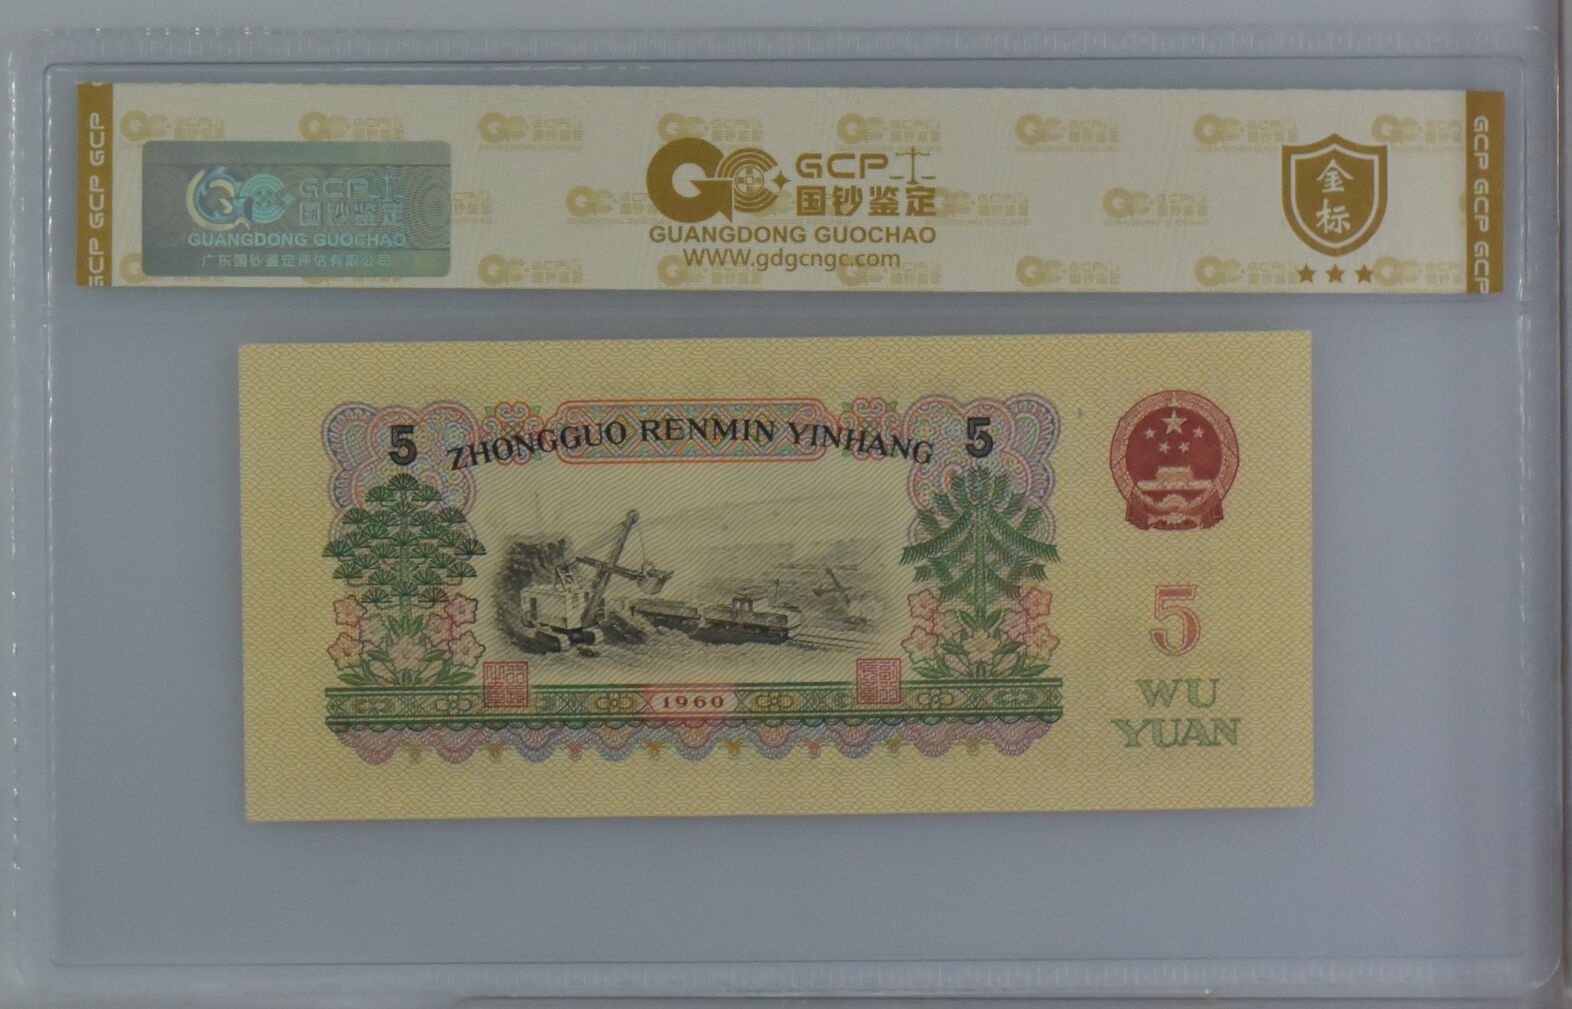 GCP GCP GCP
GCP
国钞鉴定
GUANGDONG GUOCHAO
广东国钞鉴定评估有限公司
GCP
国钞鉴定
GUANGDONG GUOCHAO
WWW.gdgcngc.com
金
标
GCP GCP GCP
5
ZHONGGUO RENMIN YINHANG
5
1960
5
WU
YUAN